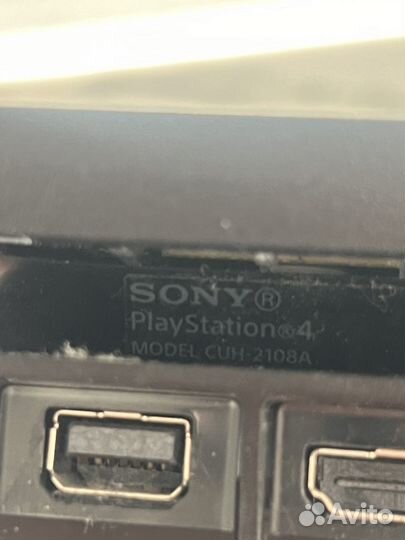 SONY®
PlayStation®4
MODEL CUH-2108A
Avito